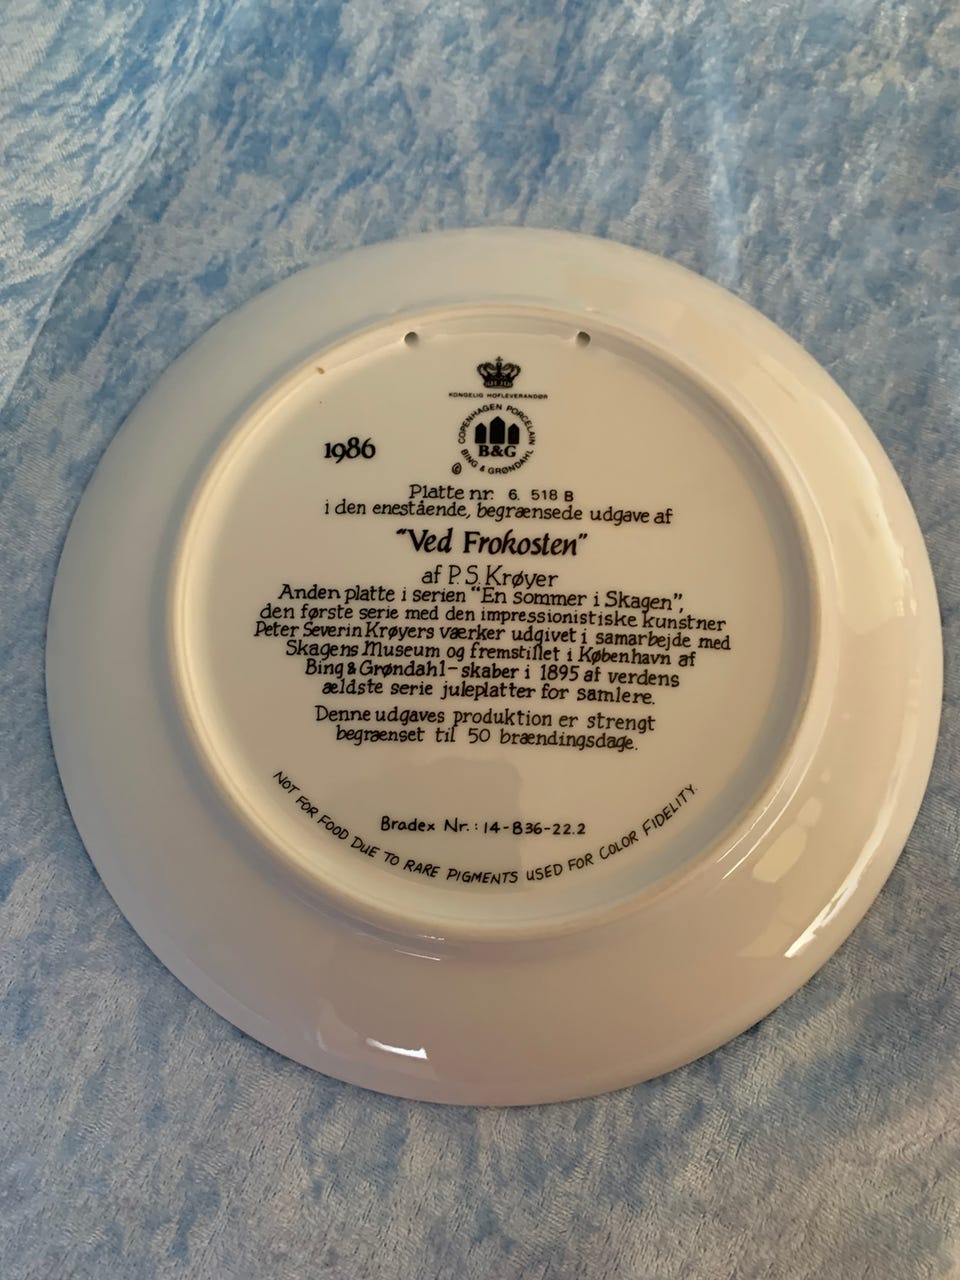 KONGELIG HOFLEVERANDØR
COPENHAGEN PORCELAIN
B&G
© BING & GRØNDAHL
1986
Platte nr. 6. 518 B
i den enestående, begrænsede udgave af
"Ved Frokosten"
af P. S. Krøyer
Anden platte i serien "En sommer i Skagen",
den første serie med den impressionistiske kunstner
Peter Severin Krøyers værker udgivet i samarbejde med
Skagens Museum og fremstillet i København af
Bing & Grøndahl - skaber i 1895 af verdens
ældste serie juleplatter for samlere.
Denne udgaves produktion er strengt
begrænset til 50 brændingsdage.
Bradex Nr.: 14-B36-22.2
NOT FOR FOOD DUE TO RARE PIGMENTS USED FOR COLOR FIDELITY.